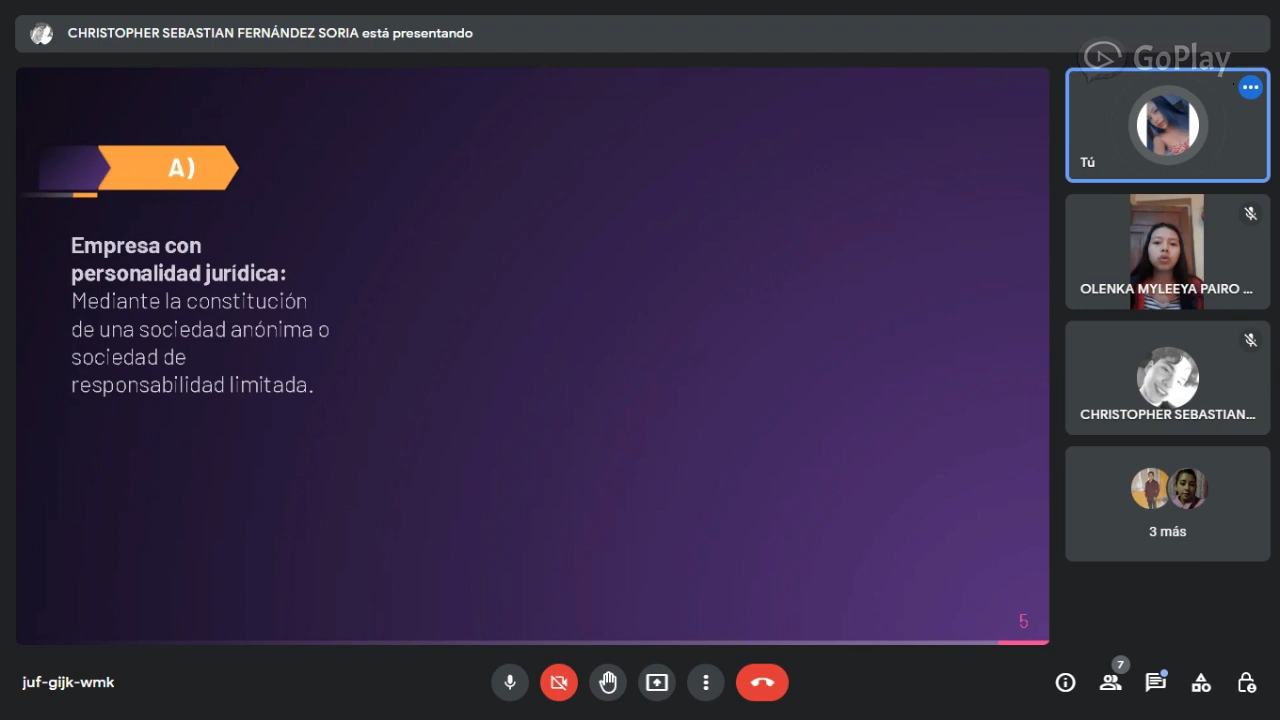 CHRISTOPHER SEBASTIAN FERNÁNDEZ SORIA está presentando
GoPlay
Tú
A)
Empresa con
personalidad jurídica:
Mediante la constitución
de una sociedad anónima o
sociedad de
responsabilidad limitada.
OLENKA MYLEEYA PAIRO ...
CHRISTOPHER SEBASTIAN...
3 más
5
juf-gijk-wmk
7